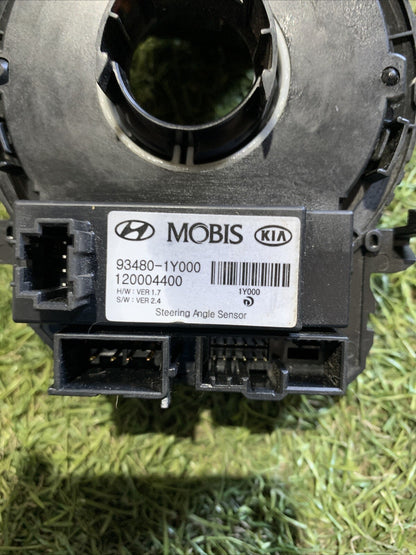 MOBIS KIA
93480-1Y000
120004400
1Y000
H/W : VER 1.7
S/W : VER 2.4
Steering Angle Sensor